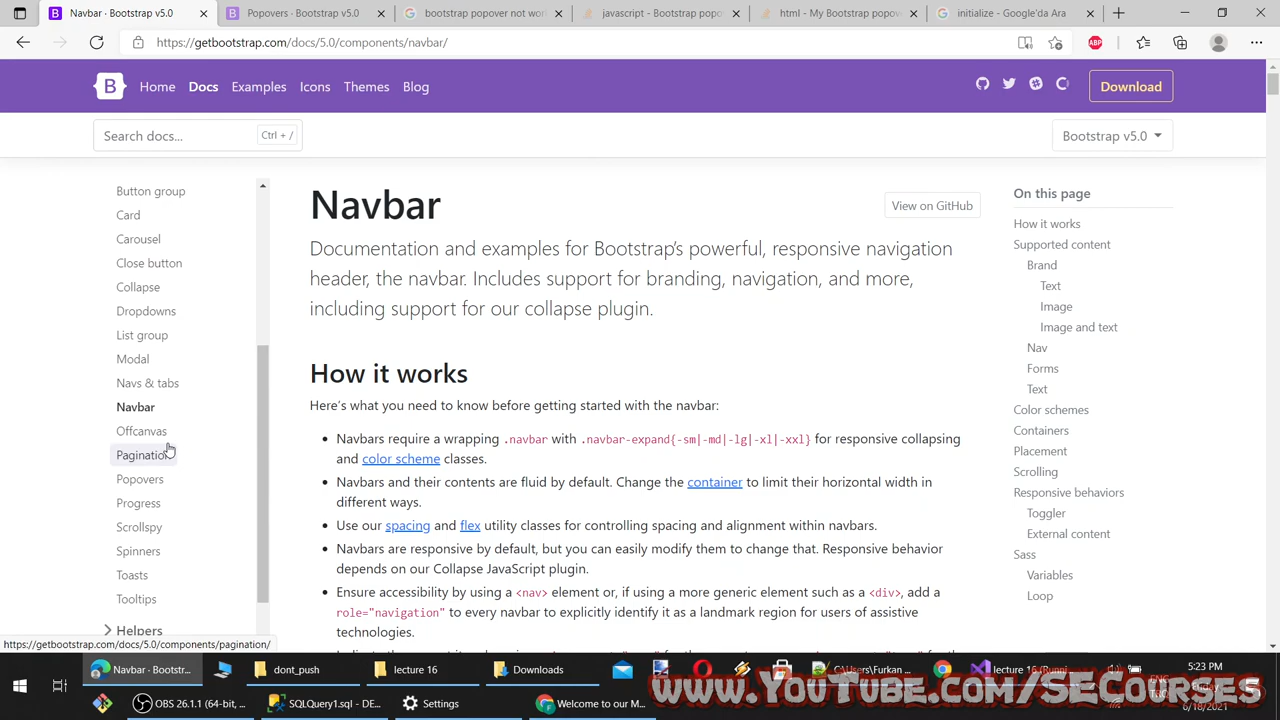 Navbar · Bootstrap v5.0
Popovers · Bootstrap v5.0
bootstrap popover not wor
javascript - Bootstrap popo
html - My Bootstrap popov
initialize - Google'da Ara
https://getbootstrap.com/docs/5.0/components/navbar/
ABP
B
Home
Docs
Examples
Icons
Themes
Blog
Download
Search docs...
Ctrl + /
Bootstrap v5.0
Button group
Card
Carousel
Close button
Collapse
Dropdowns
List group
Modal
Navs & tabs
Navbar
Offcanvas
Pagination
Popovers
Progress
Scrollspy
Spinners
Toasts
Tooltips
Helpers
https://getbootstrap.com/docs/5.0/components/pagination/
Navbar
View on GitHub
Documentation and examples for Bootstrap's powerful, responsive navigation
header, the navbar. Includes support for branding, navigation, and more,
including support for our collapse plugin.
How it works
Here's what you need to know before getting started with the navbar:
• Navbars require a wrapping .navbar with .navbar-expand{-sm|-md|-lg|-xl|-xxl} for responsive collapsing
and color scheme classes.
• Navbars and their contents are fluid by default. Change the container to limit their horizontal width in
different ways.
• Use our spacing and flex utility classes for controlling spacing and alignment within navbars.
• Navbars are responsive by default, but you can easily modify them to change that. Responsive behavior
depends on our Collapse JavaScript plugin.
• Ensure accessibility by using a <nav> element or, if using a more generic element such as a <div>, add a
role="navigation" to every navbar to explicitly identify it as a landmark region for users of assistive
technologies.
On this page
How it works
Supported content
Brand
Text
Image
Image and text
Nav
Forms
Text
Color schemes
Containers
Placement
Scrolling
Responsive behaviors
Toggler
External content
Sass
Variables
Loop
Navbar · Bootstr...
dont_push
lecture 16
Downloads
C:\Users\Furkan
lecture 16 (Runni
5:23 PM
ENG
Friday
6/18/2021
OBS 26.1.1 (64-bit, ...
SQLQuery1.sql - DE...
Settings
Welcome to our M...
www.YouTube.com/SECourses